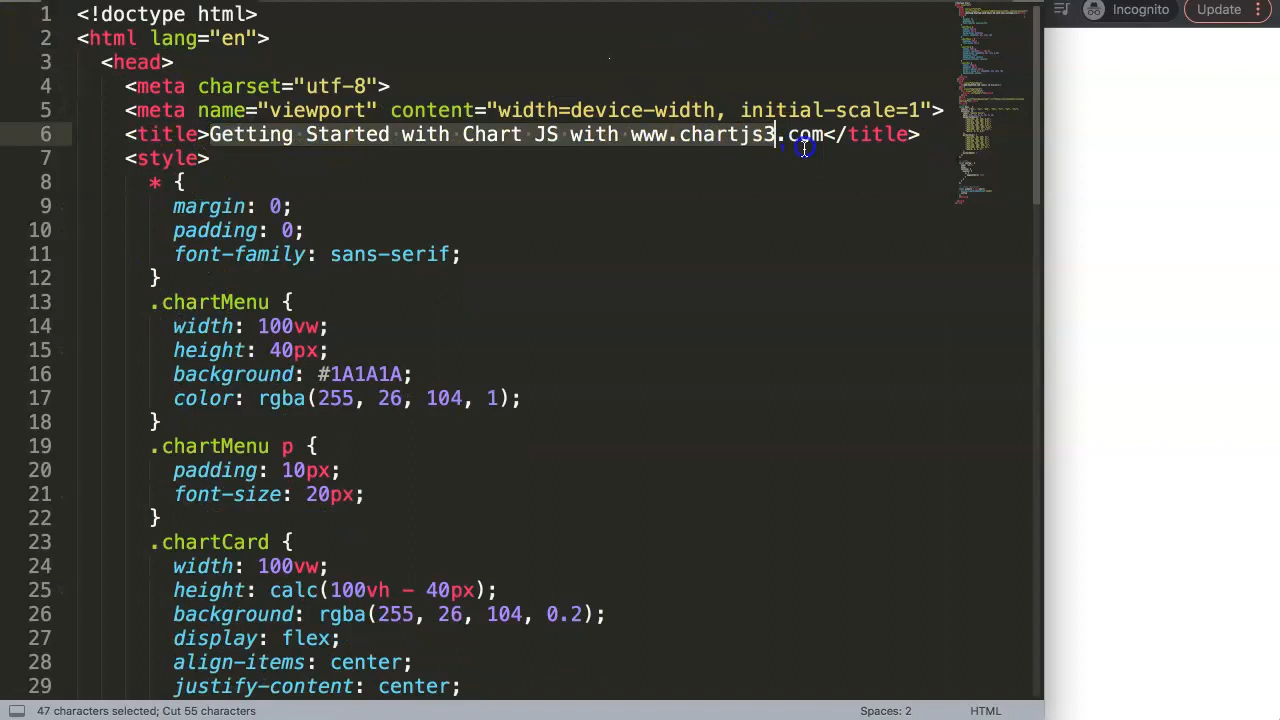 1 <!doctype html>
2 <html lang="en">
3 <head>
4 <meta charset="utf-8">
5 <meta name="viewport" content="width=device-width, initial-scale=1">
6 <title>Getting Started with Chart JS with www.chartjs3.com</title>
7 <style>
8 * {
9 margin: 0;
10 padding: 0;
11 font-family: sans-serif;
12 }
13 .chartMenu {
14 width: 100vw;
15 height: 40px;
16 background: #1A1A1A;
17 color: rgba(255, 26, 104, 1);
18 }
19 .chartMenu p {
20 padding: 10px;
21 font-size: 20px;
22 }
23 .chartCard {
24 width: 100vw;
25 height: calc(100vh - 40px);
26 background: rgba(255, 26, 104, 0.2);
27 display: flex;
28 align-items: center;
29 justify-content: center;
Incognito
Update
47 characters selected; Cut 55 characters
Spaces: 2
HTML